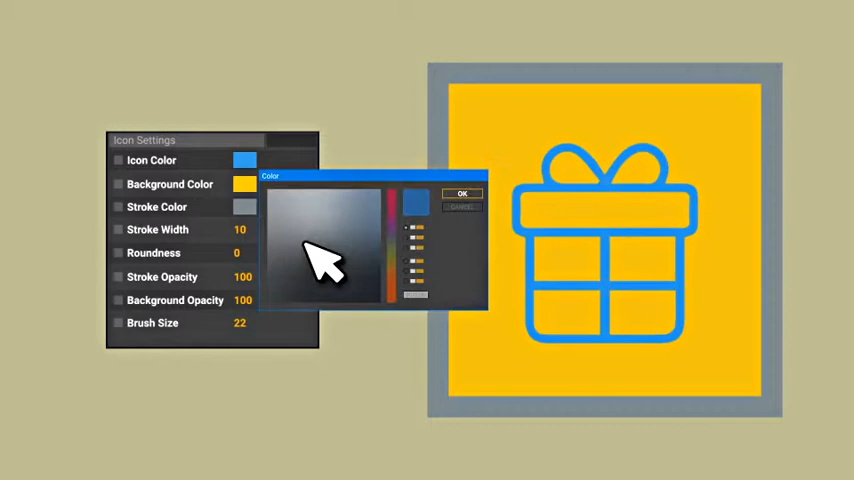 Icon Settings
Icon Color
Background Color
Stroke Color
Stroke Width 10
Roundness 0
Stroke Opacity 100
Background Opacity 100
Brush Size 22
Color
OK
CANCEL